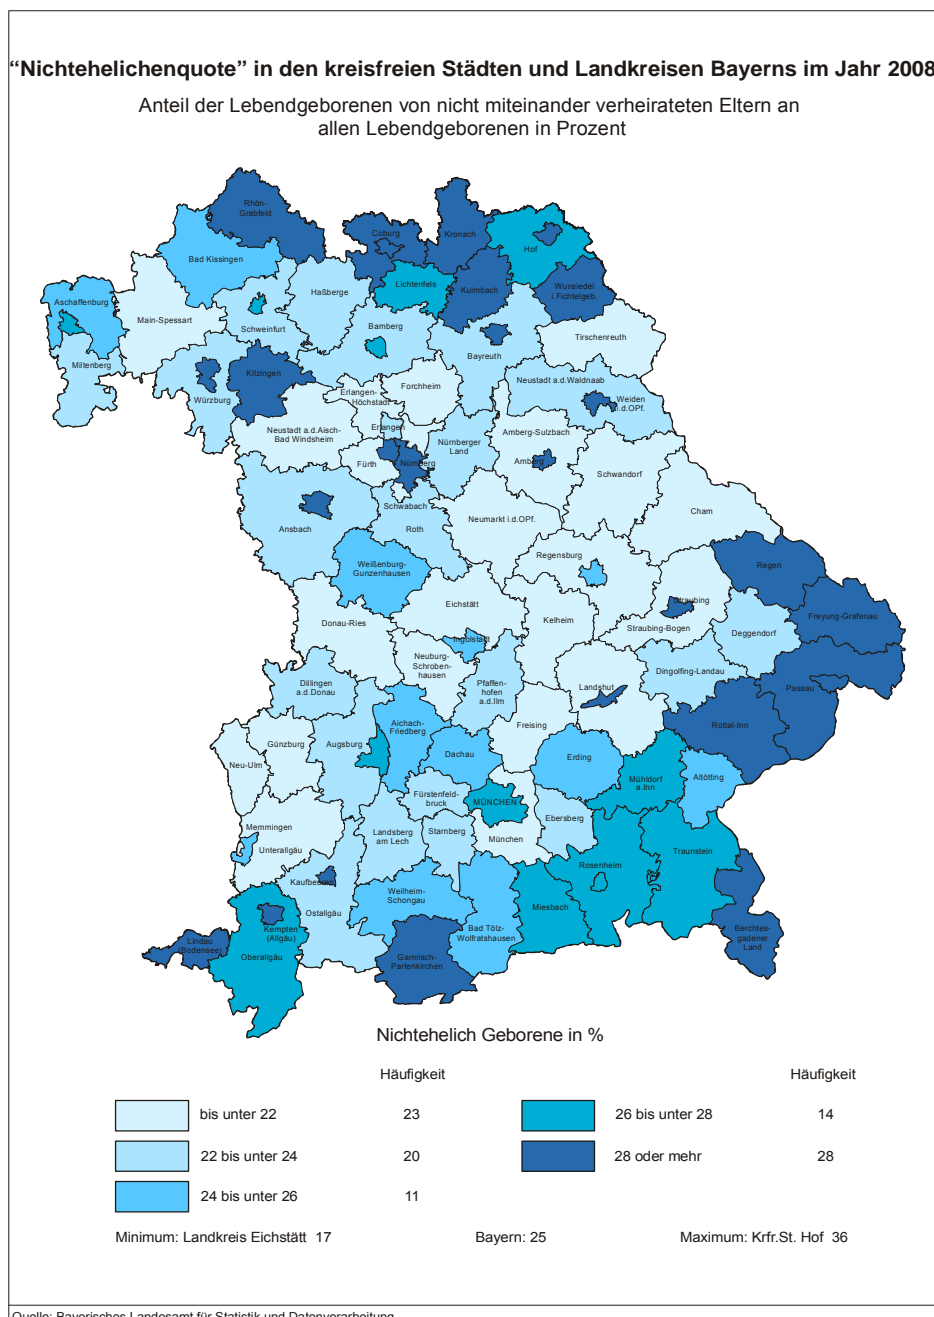 “Nichtehelichenquote” in den kreisfreien Städten und Landkreisen Bayerns im Jahr 2008
Anteil der Lebendgeborenen von nicht miteinander verheirateten Eltern an
allen Lebendgeborenen in Prozent
Rhön-
Grabfeld
Coburg
Kronach
Hof
Bad Kissingen
Lichtenfels
Kulmbach
Wunsiedel
i.Fichtelgeb.
Aschaffenburg
Haßberge
Main-Spessart
Schweinfurt
Bamberg
Bayreuth
Tirschenreuth
Miltenberg
Kitzingen
Würzburg
Erlangen-
Höchstadt
Forchheim
Neustadt a.d.Waldnaab
Weiden
i.d.OPf.
Neustadt a.d.Aisch-
Bad Windsheim
Erlangen
Nürnberger
Land
Amberg-Sulzbach
Fürth
Nürnberg
Amberg
Schwandorf
Ansbach
Schwabach
Roth
Neumarkt i.d.OPf.
Cham
Weißenburg-
Gunzenhausen
Regensburg
Regen
Eichstätt
Straubing
Freyung-Grafenau
Donau-Ries
Kelheim
Straubing-Bogen
Deggendorf
Ingolstadt
Neuburg-
Schroben-
hausen
Dillingen
a.d.Donau
Pfaffen-
hofen
a.d.Ilm
Landshut
Dingolfing-Landau
Passau
Aichach-
Friedberg
Freising
Rottal-Inn
Günzburg
Augsburg
Neu-Ulm
Dachau
Erding
Mühldorf
a.Inn
Altötting
Fürstenfeld-
bruck
MÜNCHEN
Memmingen
Landsberg
am Lech
Starnberg
München
Ebersberg
Unterallgäu
Traunstein
Rosenheim
Kaufbeuren
Weilheim-
Schongau
Miesbach
Ostallgäu
Bad Tölz-
Wolfratshausen
Kempten
(Allgäu)
Berchtes-
gadener
Land
Lindau
(Bodensee)
Oberallgäu
Garmisch-
Partenkirchen
Nichtehelich Geborene in %
Häufigkeit Häufigkeit
bis unter 22 23 26 bis unter 28 14
22 bis unter 24 20 28 oder mehr 28
24 bis unter 26 11
Minimum: Landkreis Eichstätt 17 Bayern: 25 Maximum: Krfr.St. Hof 36
Quelle: Bayerisches Landesamt für Statistik und Datenverarbeitung